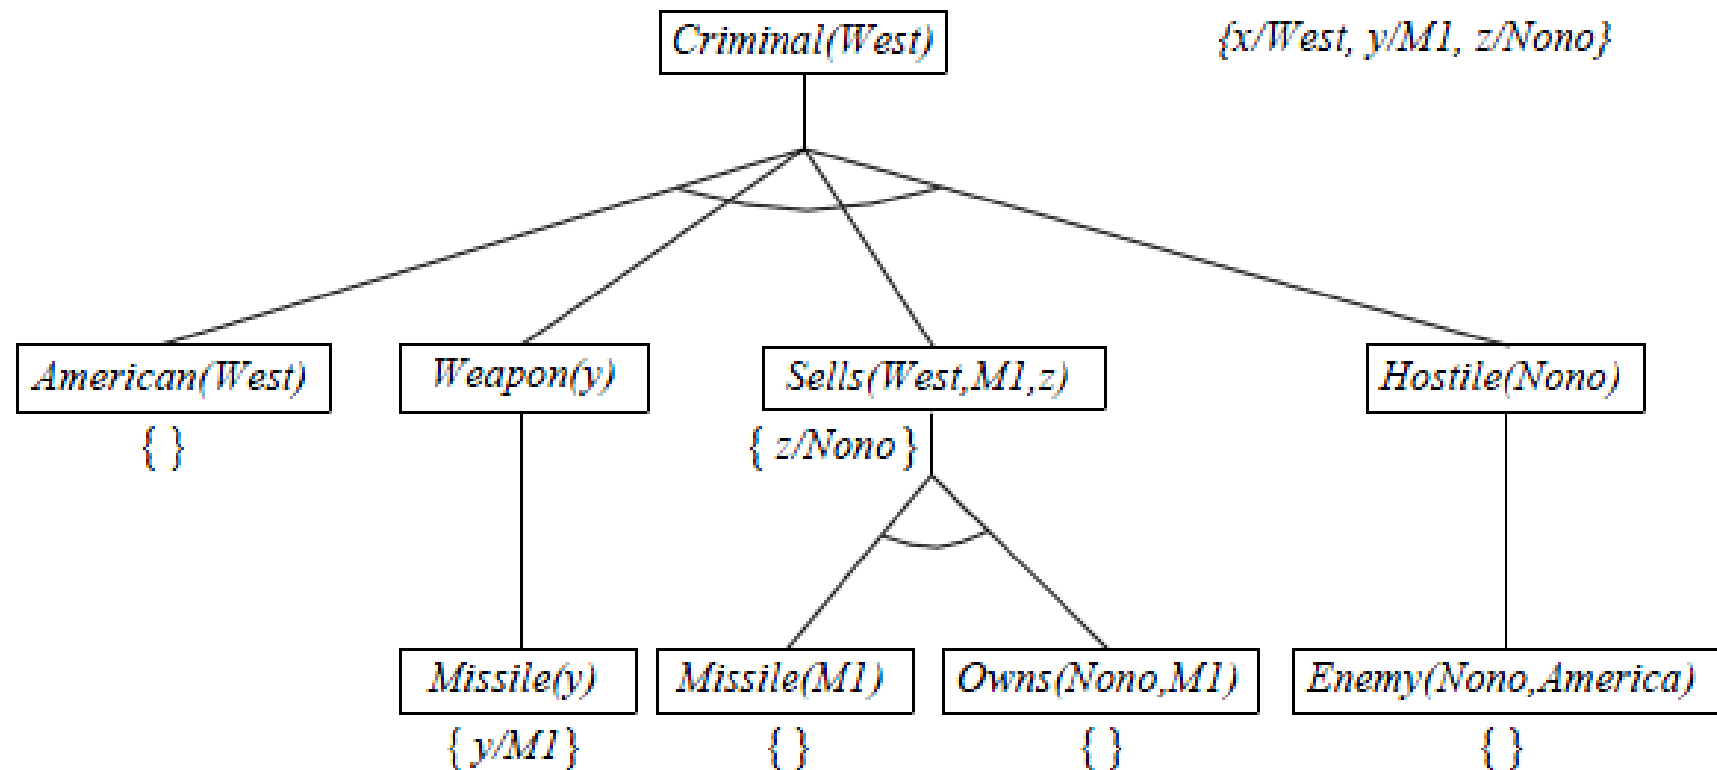 Criminal(West)
{x/West, y/M1, z/Nono}
American(West)
Weapon(y)
Sells(West,M1,z)
Hostile(Nono)
{ }
{ z/Nono }
Missile(y)
Missile(M1)
Owns(Nono,M1)
Enemy(Nono,America)
{ y/M1 }
{ }
{ }
{ }